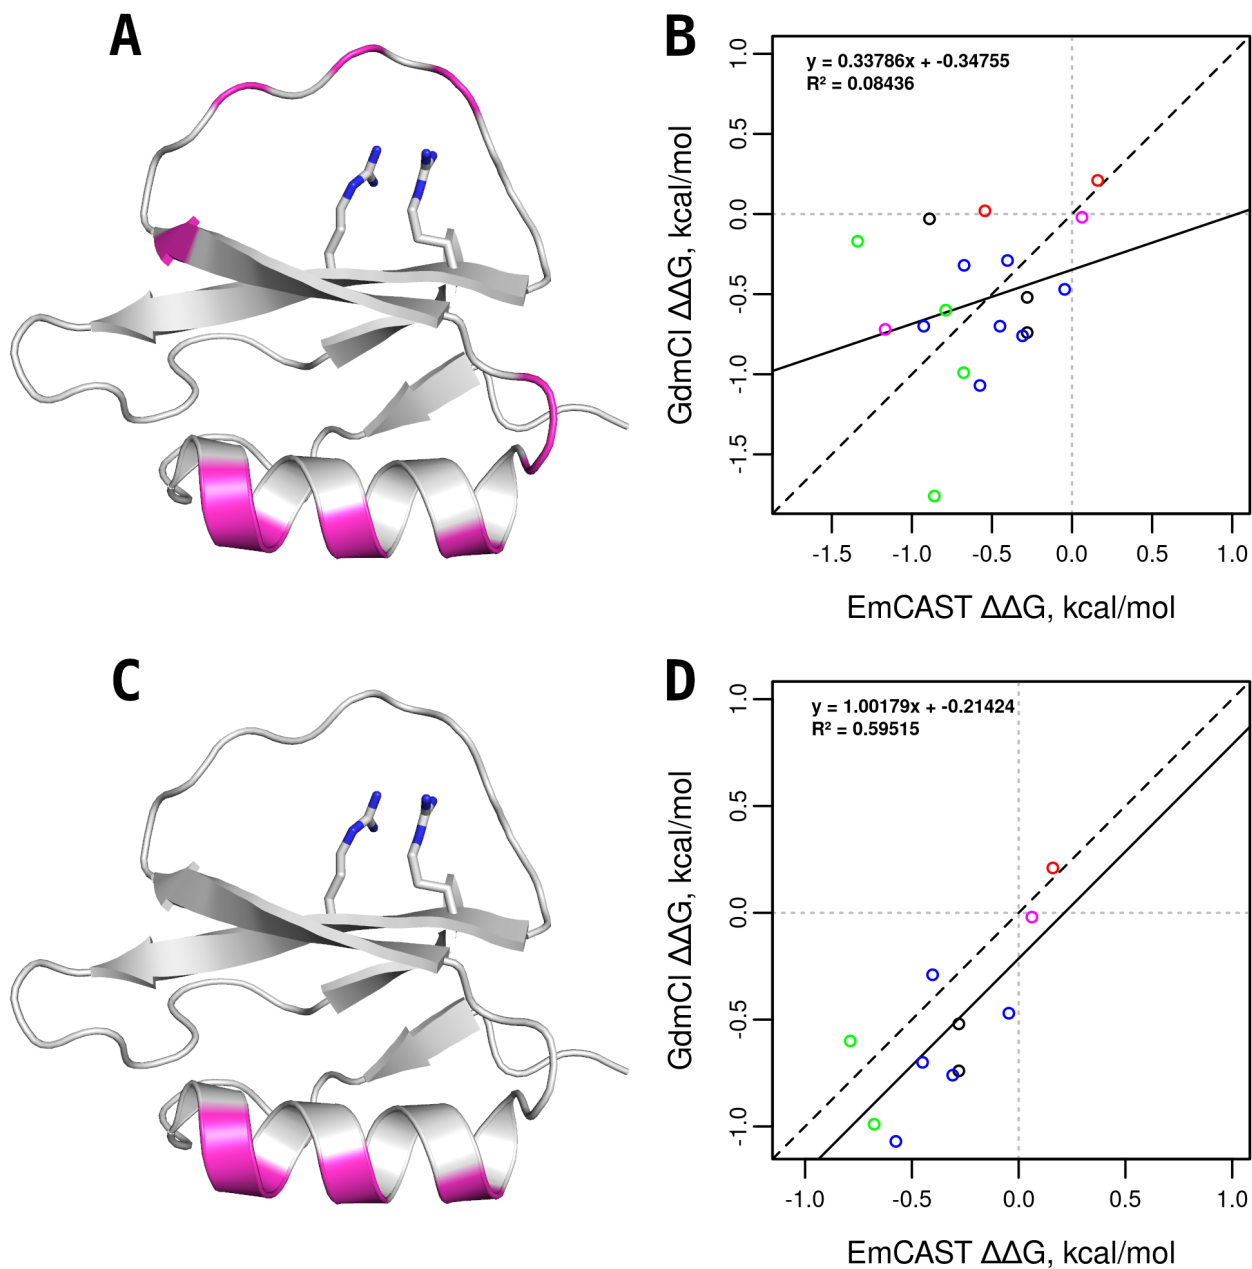 A
B
y = 0.33786x + -0.34755
R² = 0.08436
1.0
0.5
0.0
-0.5
-1.0
-1.5
GdmCl ΔΔG, kcal/mol
-1.5 -1.0 -0.5 0.0 0.5 1.0
EmCAST ΔΔG, kcal/mol
C
D
y = 1.00179x + -0.21424
R² = 0.59515
1.0
0.5
0.0
-0.5
-1.0
GdmCl ΔΔG, kcal/mol
-1.0 -0.5 0.0 0.5 1.0
EmCAST ΔΔG, kcal/mol